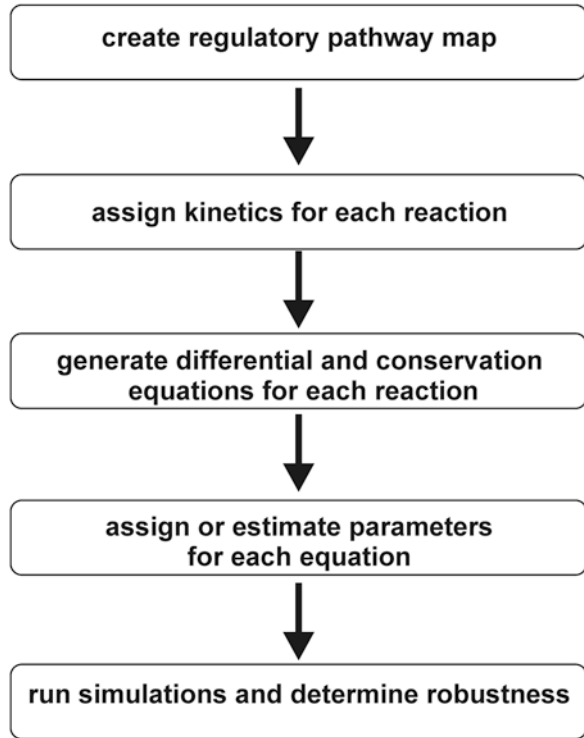 create regulatory pathway map
assign kinetics for each reaction
generate differential and conservation
equations for each reaction
assign or estimate parameters
for each equation
run simulations and determine robustness